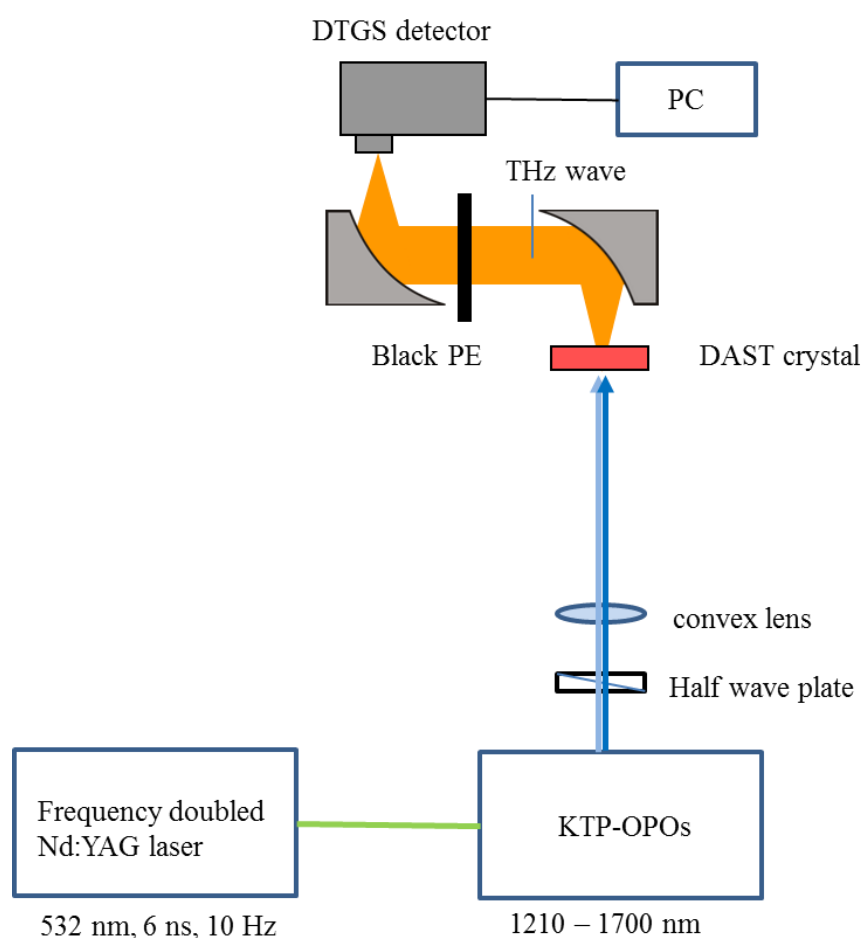 DTGS detector
PC
THz wave
Black PE
DAST crystal
convex lens
Half wave plate
Frequency doubled
Nd:YAG laser
KTP-OPOs
532 nm, 6 ns, 10 Hz
1210 – 1700 nm